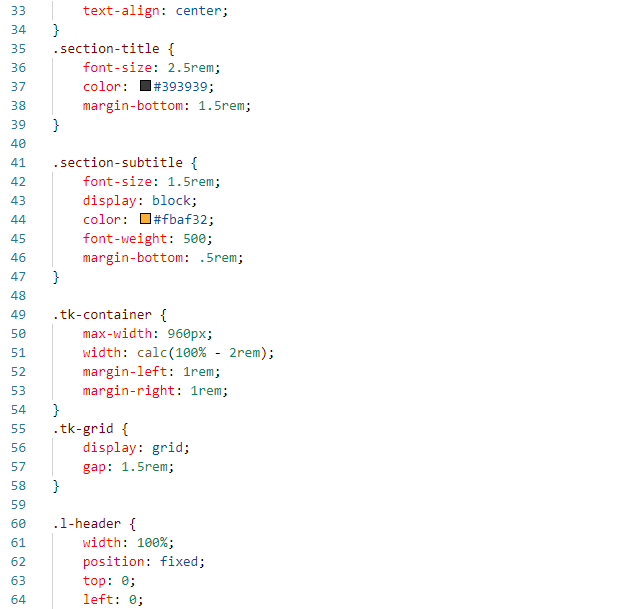 33 text-align: center;
34 }
35 .section-title {
36 font-size: 2.5rem;
37 color: #393939;
38 margin-bottom: 1.5rem;
39 }
40
41 .section-subtitle {
42 font-size: 1.5rem;
43 display: block;
44 color: #fbaf32;
45 font-weight: 500;
46 margin-bottom: .5rem;
47 }
48
49 .tk-container {
50 max-width: 960px;
51 width: calc(100% - 2rem);
52 margin-left: 1rem;
53 margin-right: 1rem;
54 }
55 .tk-grid {
56 display: grid;
57 gap: 1.5rem;
58 }
59
60 .l-header {
61 width: 100%;
62 position: fixed;
63 top: 0;
64 left: 0;